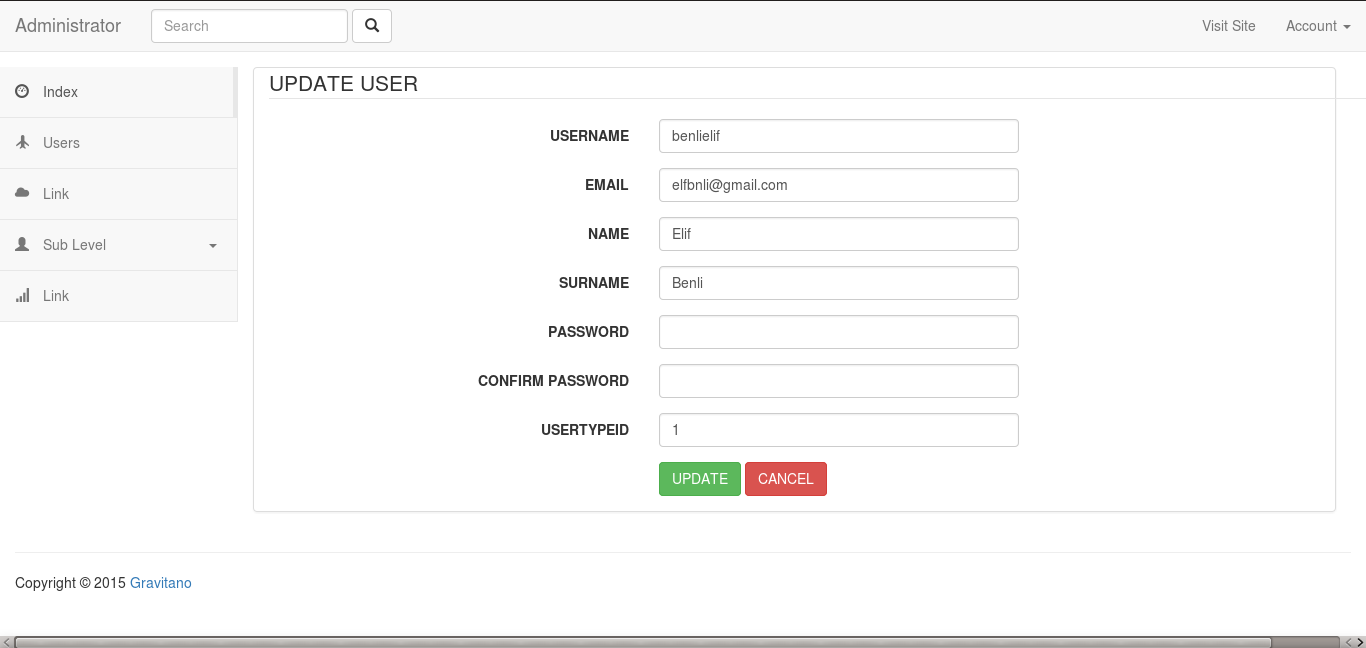 Administrator Search Visit Site Account
Index
Users
Link
Sub Level
Link
UPDATE USER
USERNAME benlielif
EMAIL elfbnli@gmail.com
NAME Elif
SURNAME Benli
PASSWORD
CONFIRM PASSWORD
USERTYPEID 1
UPDATE CANCEL
Copyright © 2015 Gravitano